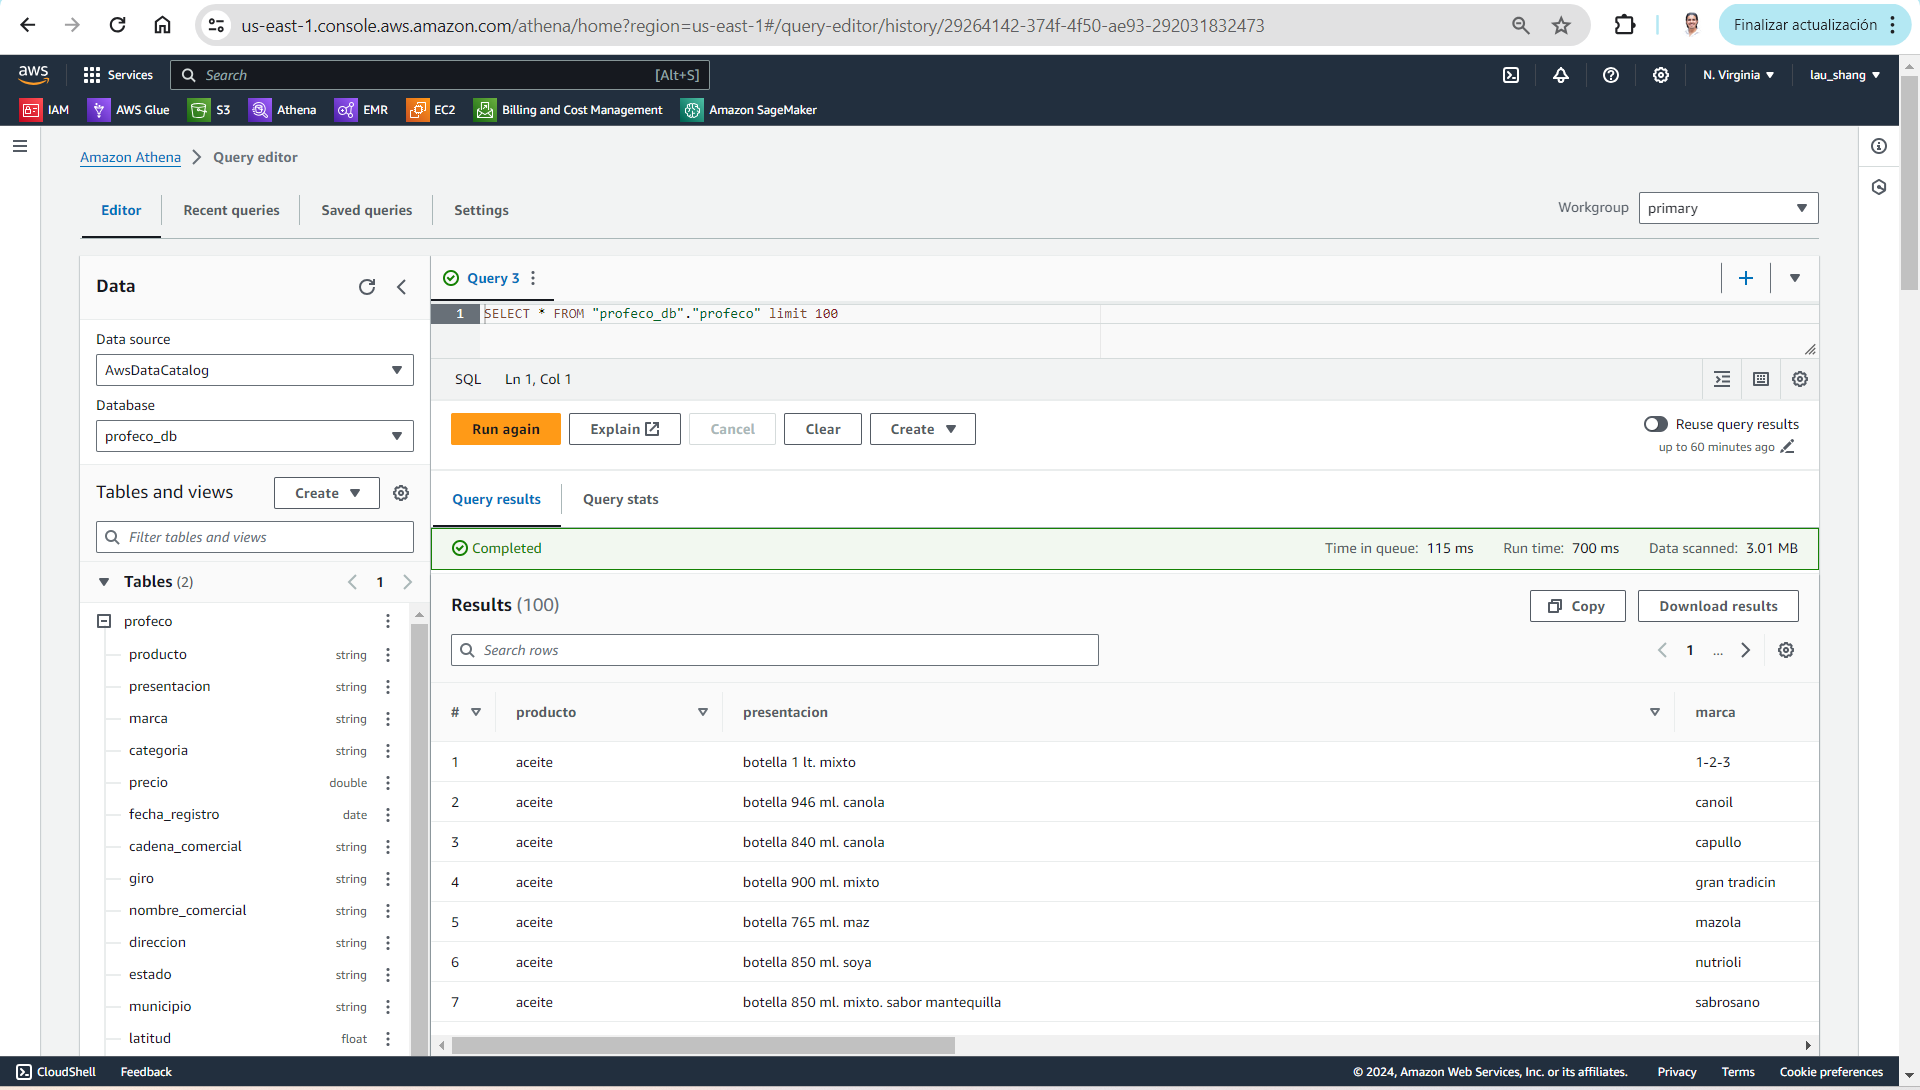 us-east-1.console.aws.amazon.com/athena/home?region=us-east-1#/query-editor/history/29264142-374f-4f50-ae93-292031832473
Finalizar actualización
aws
Services
Search
[Alt+S]
N. Virginia
lau_shang
IAM
AWS Glue
S3
Athena
EMR
EC2
Billing and Cost Management
Amazon SageMaker
Amazon Athena
Query editor
Editor
Recent queries
Saved queries
Settings
Workgroup
primary
Data
Data source
AwsDataCatalog
Database
profeco_db
Tables and views
Create
Filter tables and views
Tables (2)
1
profeco
producto string
presentacion string
marca string
categoria string
precio double
fecha_registro date
cadena_comercial string
giro string
nombre_comercial string
direccion string
estado string
municipio string
latitud float
Query 3
1 SELECT * FROM "profeco_db"."profeco" limit 100
SQL
Ln 1, Col 1
Run again
Explain
Cancel
Clear
Create
Reuse query results
up to 60 minutes ago
Query results
Query stats
Completed
Time in queue: 115 ms
Run time: 700 ms
Data scanned: 3.01 MB
Results (100)
Copy
Download results
Search rows
1 ...
# producto presentacion marca
1 aceite botella 1 lt. mixto 1-2-3
2 aceite botella 946 ml. canola canoil
3 aceite botella 840 ml. canola capullo
4 aceite botella 900 ml. mixto gran tradicin
5 aceite botella 765 ml. maz mazola
6 aceite botella 850 ml. soya nutrioli
7 aceite botella 850 ml. mixto. sabor mantequilla sabrosano
CloudShell
Feedback
© 2024, Amazon Web Services, Inc. or its affiliates.
Privacy
Terms
Cookie preferences